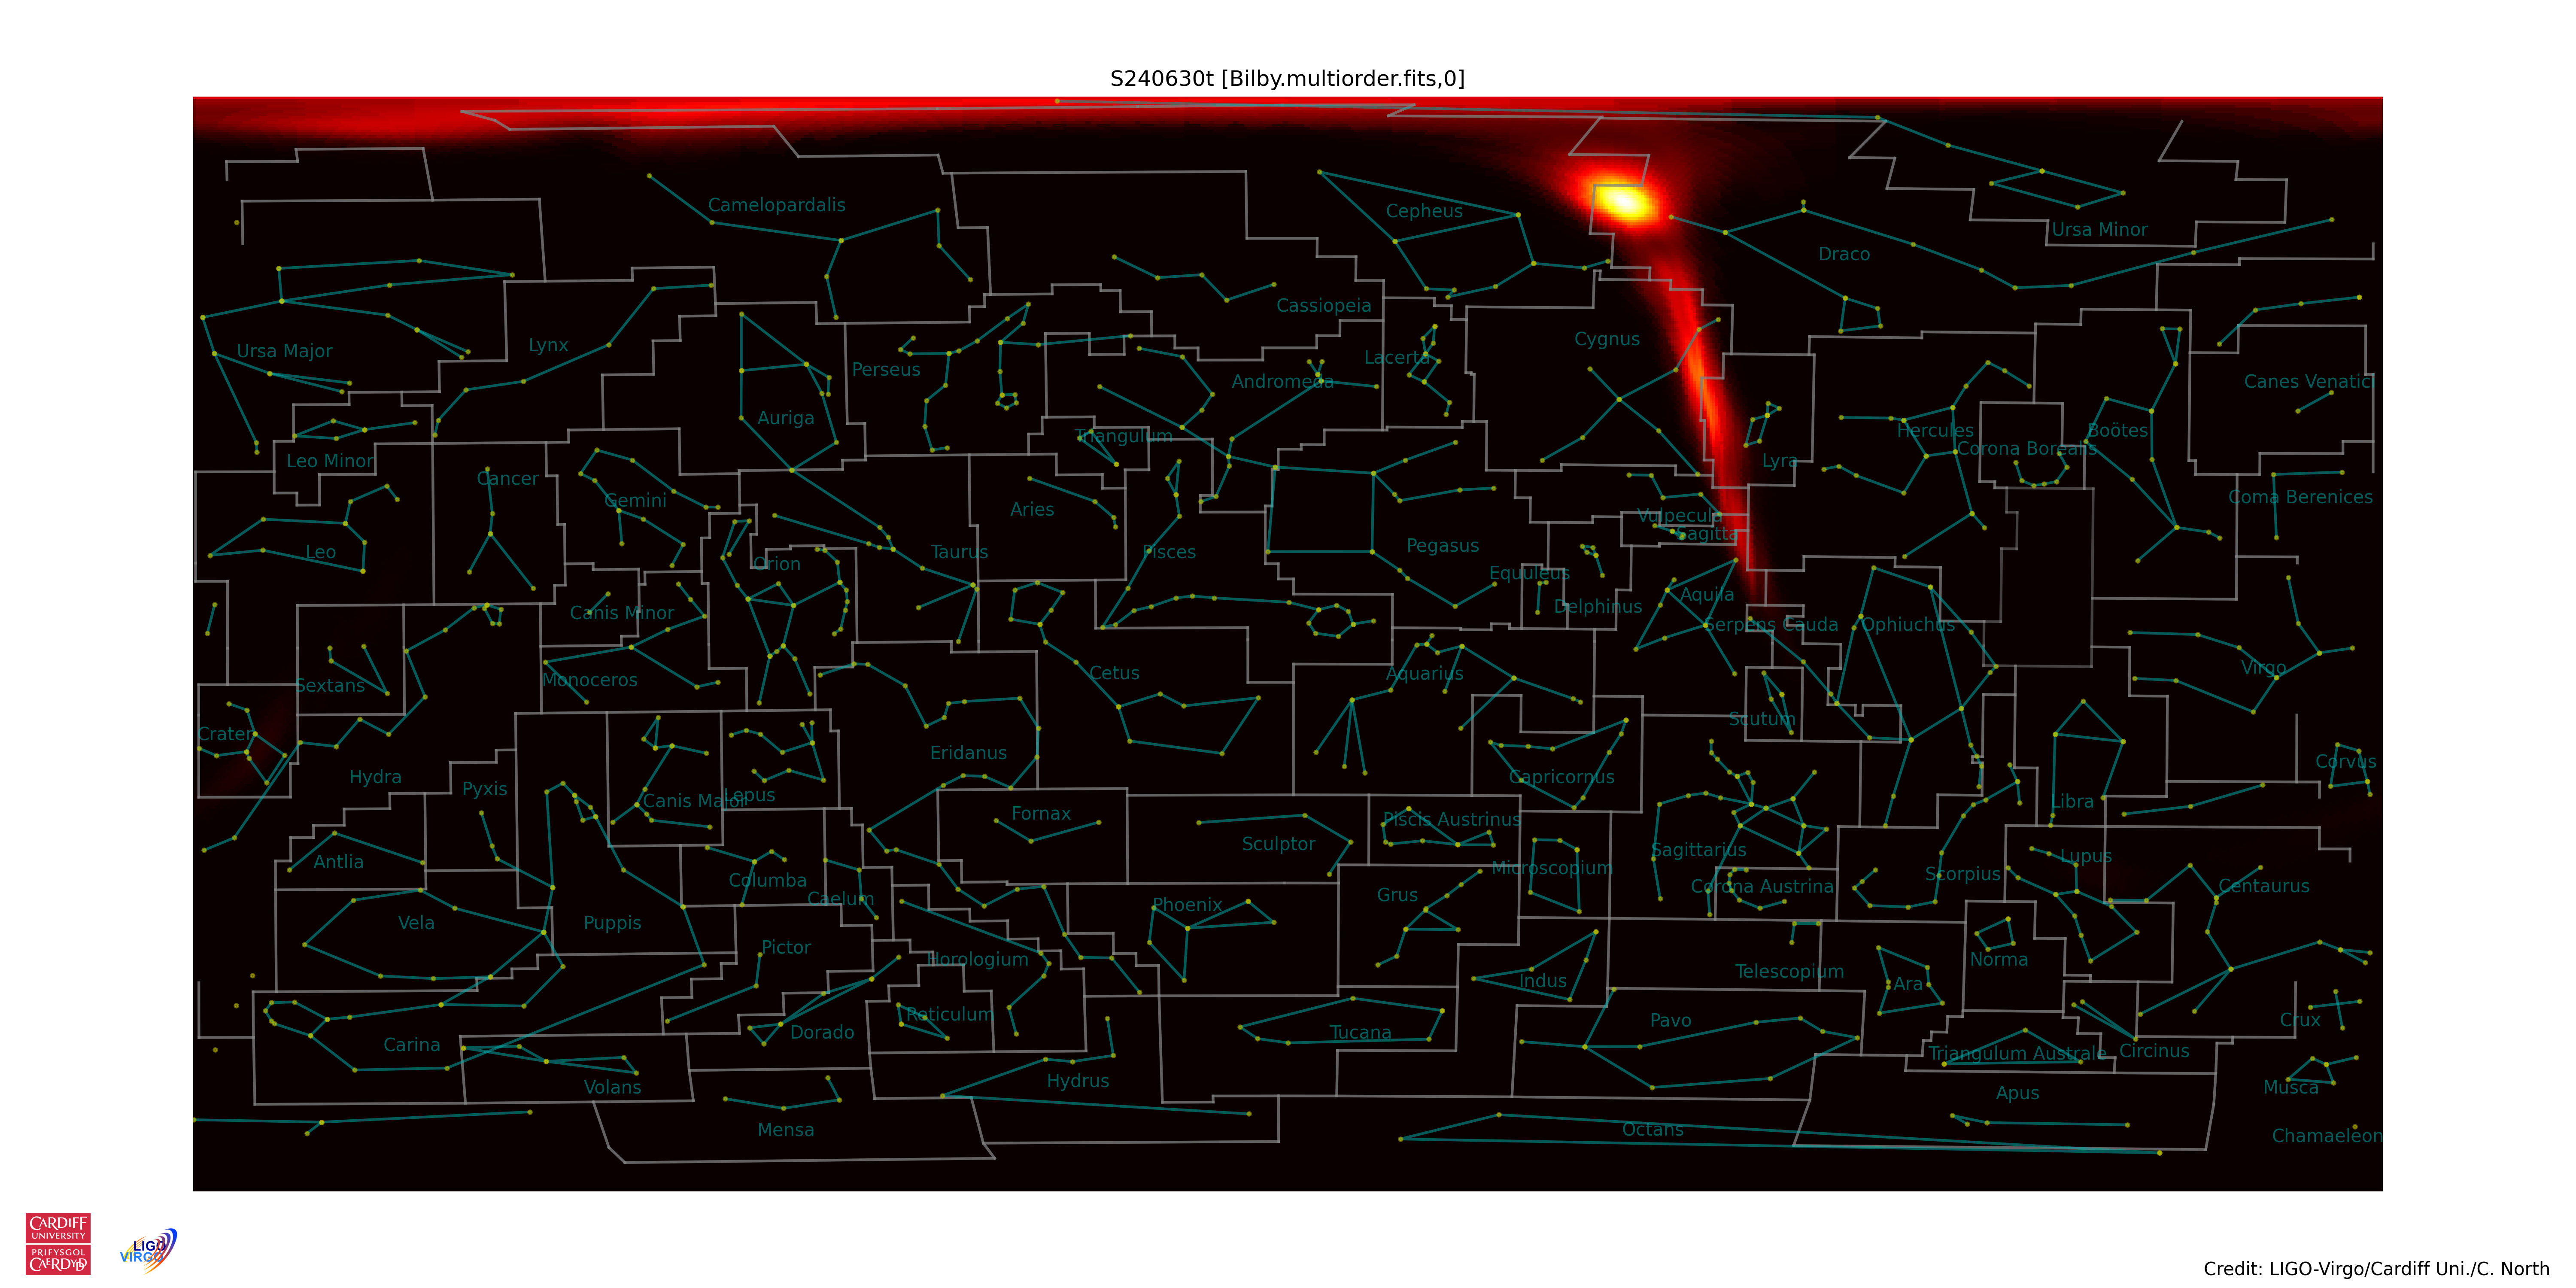 S240630t [Bilby.multiorder.fits,0]
Camelopardalis
Cepheus
Ursa Minor
Draco
Cassiopeia
Cygnus
Ursa Major
Lynx
Lacerta
Perseus
Andromeda
Canes Venatici
Auriga
Triangulum
Hercules
Boötes
Corona Borealis
Leo Minor
Lyra
Cancer
Gemini
Coma Berenices
Aries
Vulpecula
Sagitta
Leo
Taurus
Pisces
Pegasus
Orion
Equuleus
Aquila
Delphinus
Canis Minor
Serpens Cauda
Ophiuchus
Virgo
Cetus
Aquarius
Monoceros
Sextans
Scutum
Crater
Eridanus
Corvus
Hydra
Capricornus
Pyxis
Lepus
Canis Major
Libra
Fornax
Piscis Austrinus
Sculptor
Sagittarius
Lupus
Antlia
Microscopium
Scorpius
Columba
Corona Austrina
Centaurus
Grus
Caelum
Phoenix
Vela
Puppis
Pictor
Horologium
Norma
Telescopium
Indus
Ara
Reticulum
Pavo
Crux
Dorado
Tucana
Carina
Circinus
Triangulum Australe
Hydrus
Volans
Musca
Apus
Mensa
Octans
Chamaeleon
CARDIFF
UNIVERSITY
PRIFYSGOL
CAERDYDD
LIGO
VIRGO
Credit: LIGO-Virgo/Cardiff Uni./C. North